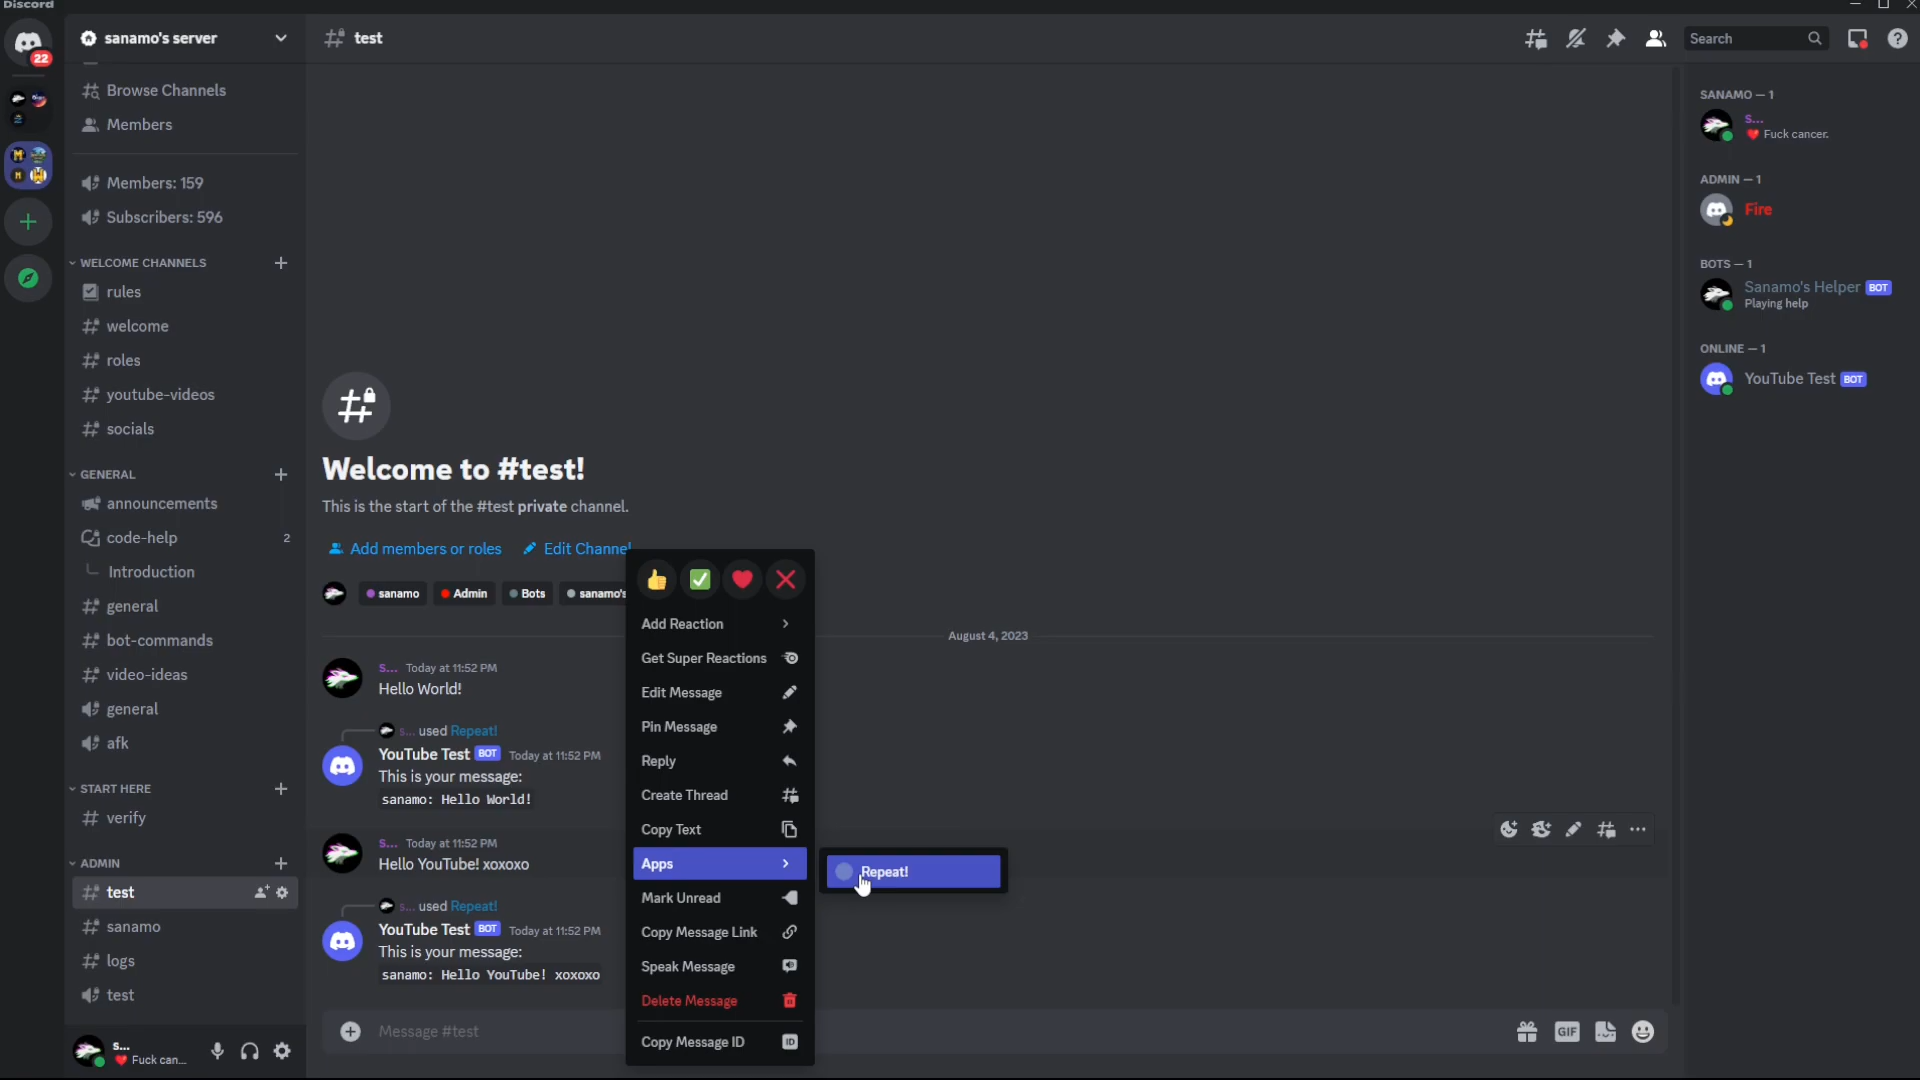 Discord
22
sanamo's server
Browse Channels
Members
Members: 159
Subscribers: 596
WELCOME CHANNELS
rules
welcome
roles
youtube-videos
socials
GENERAL
announcements
code-help 2
Introduction
general
bot-commands
video-ideas
general
afk
START HERE
verify
ADMIN
test
sanamo
logs
test
s...
❤️ Fuck can...
test
Search
Welcome to #test!
This is the start of the #test private channel.
Add members or roles Edit Channel
sanamo Admin Bots sanamo's
August 4, 2023
s... Today at 11:52 PM
Hello World!
s... used Repeat!
YouTube Test BOT Today at 11:52 PM
This is your message:
sanamo: Hello World!
s... Today at 11:52 PM
Hello YouTube! xoxoxo
s... used Repeat!
YouTube Test BOT Today at 11:52 PM
This is your message:
sanamo: Hello YouTube! xoxoxo
Message #test
GIF
Add Reaction
Get Super Reactions
Edit Message
Pin Message
Reply
Create Thread
Copy Text
Apps
Mark Unread
Copy Message Link
Speak Message
Delete Message
Copy Message ID ID
Repeat!
SANAMO — 1
s...
❤️ Fuck cancer.
ADMIN — 1
Fire
BOTS — 1
Sanamo's Helper BOT
Playing help
ONLINE — 1
YouTube Test BOT